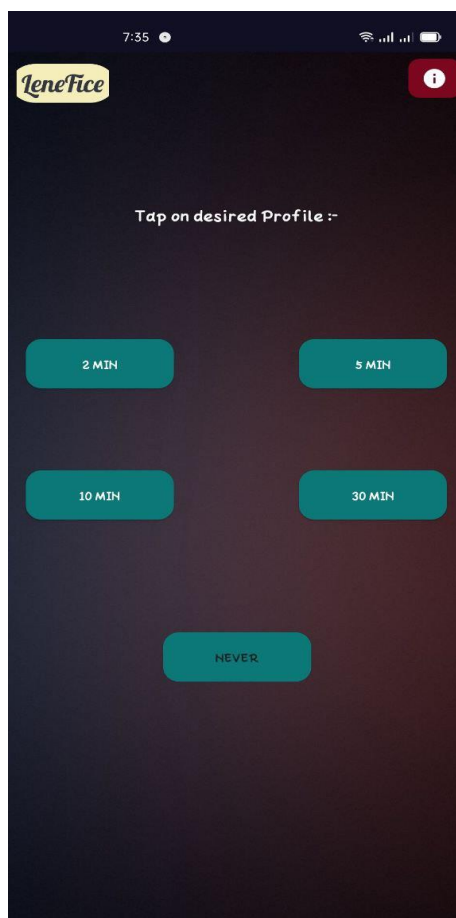 7:35
LeneFice
Tap on desired Profile :-
2 MIN
5 MIN
10 MIN
30 MIN
NEVER